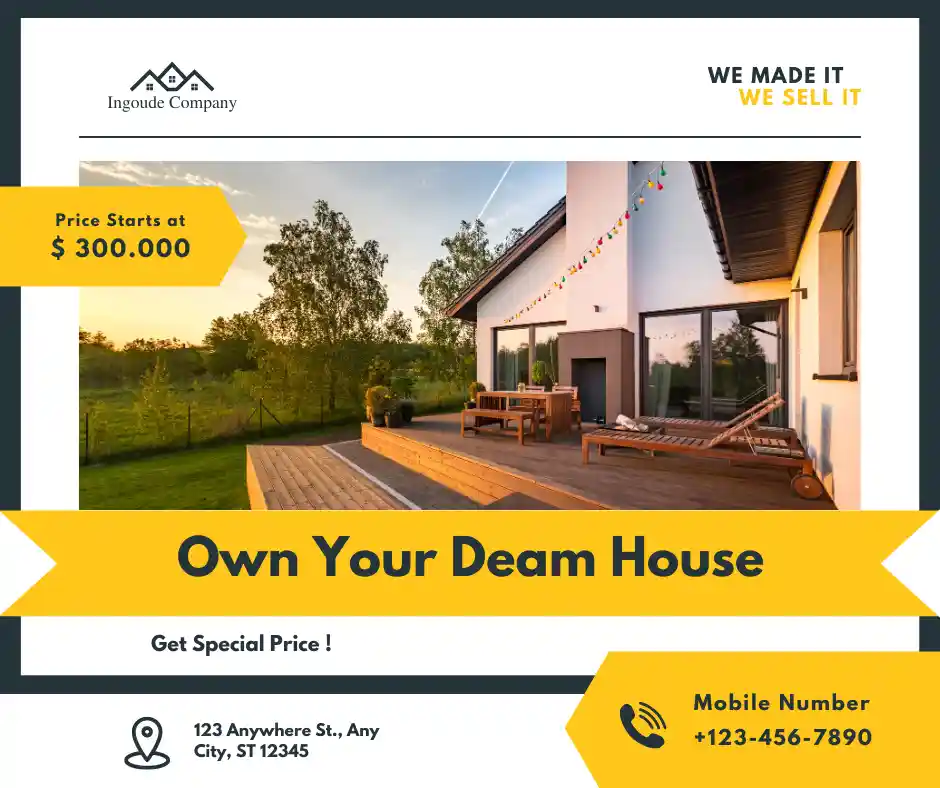 Ingoude Company
WE MADE IT
WE SELL IT
Price Starts at
$ 300.000
Own Your Deam House
Get Special Price !
123 Anywhere St., Any
City, ST 12345
Mobile Number
+123-456-7890